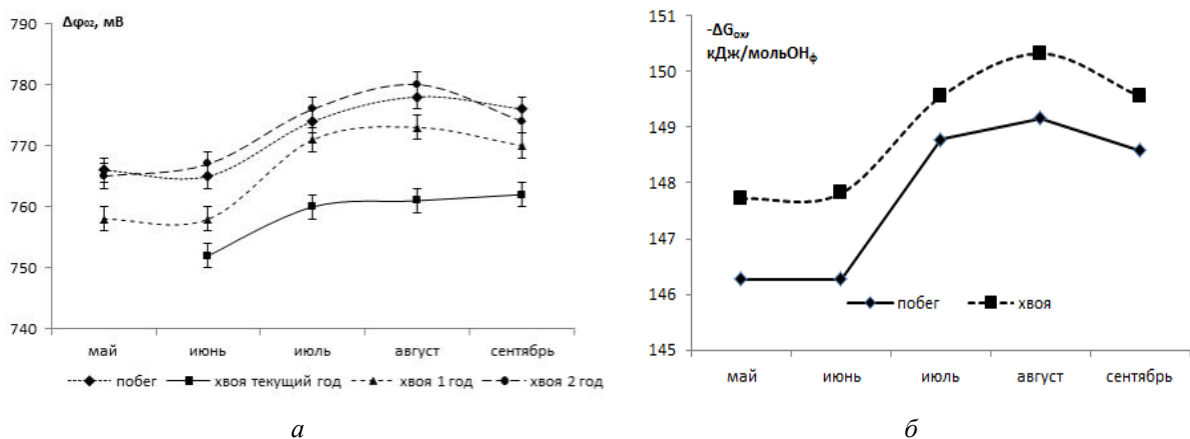 Δφ₀₂, мВ
790
780
770
760
750
740
май июнь июль август сентябрь
побег хвоя текущий год хвоя 1 год хвоя 2 год
а
-ΔGₒₓ,
кДж/мольOHф
151
150
149
148
147
146
145
побег хвоя
май июнь июль август сентябрь
б